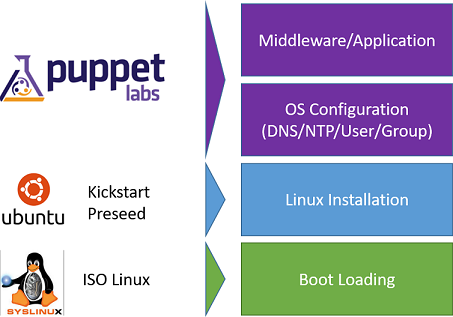 puppet
labs
Middleware/Application
OS Configuration
(DNS/NTP/User/Group)
ubuntu
Kickstart
Preseed
Linux Installation
SYSLINUX
ISO Linux
Boot Loading